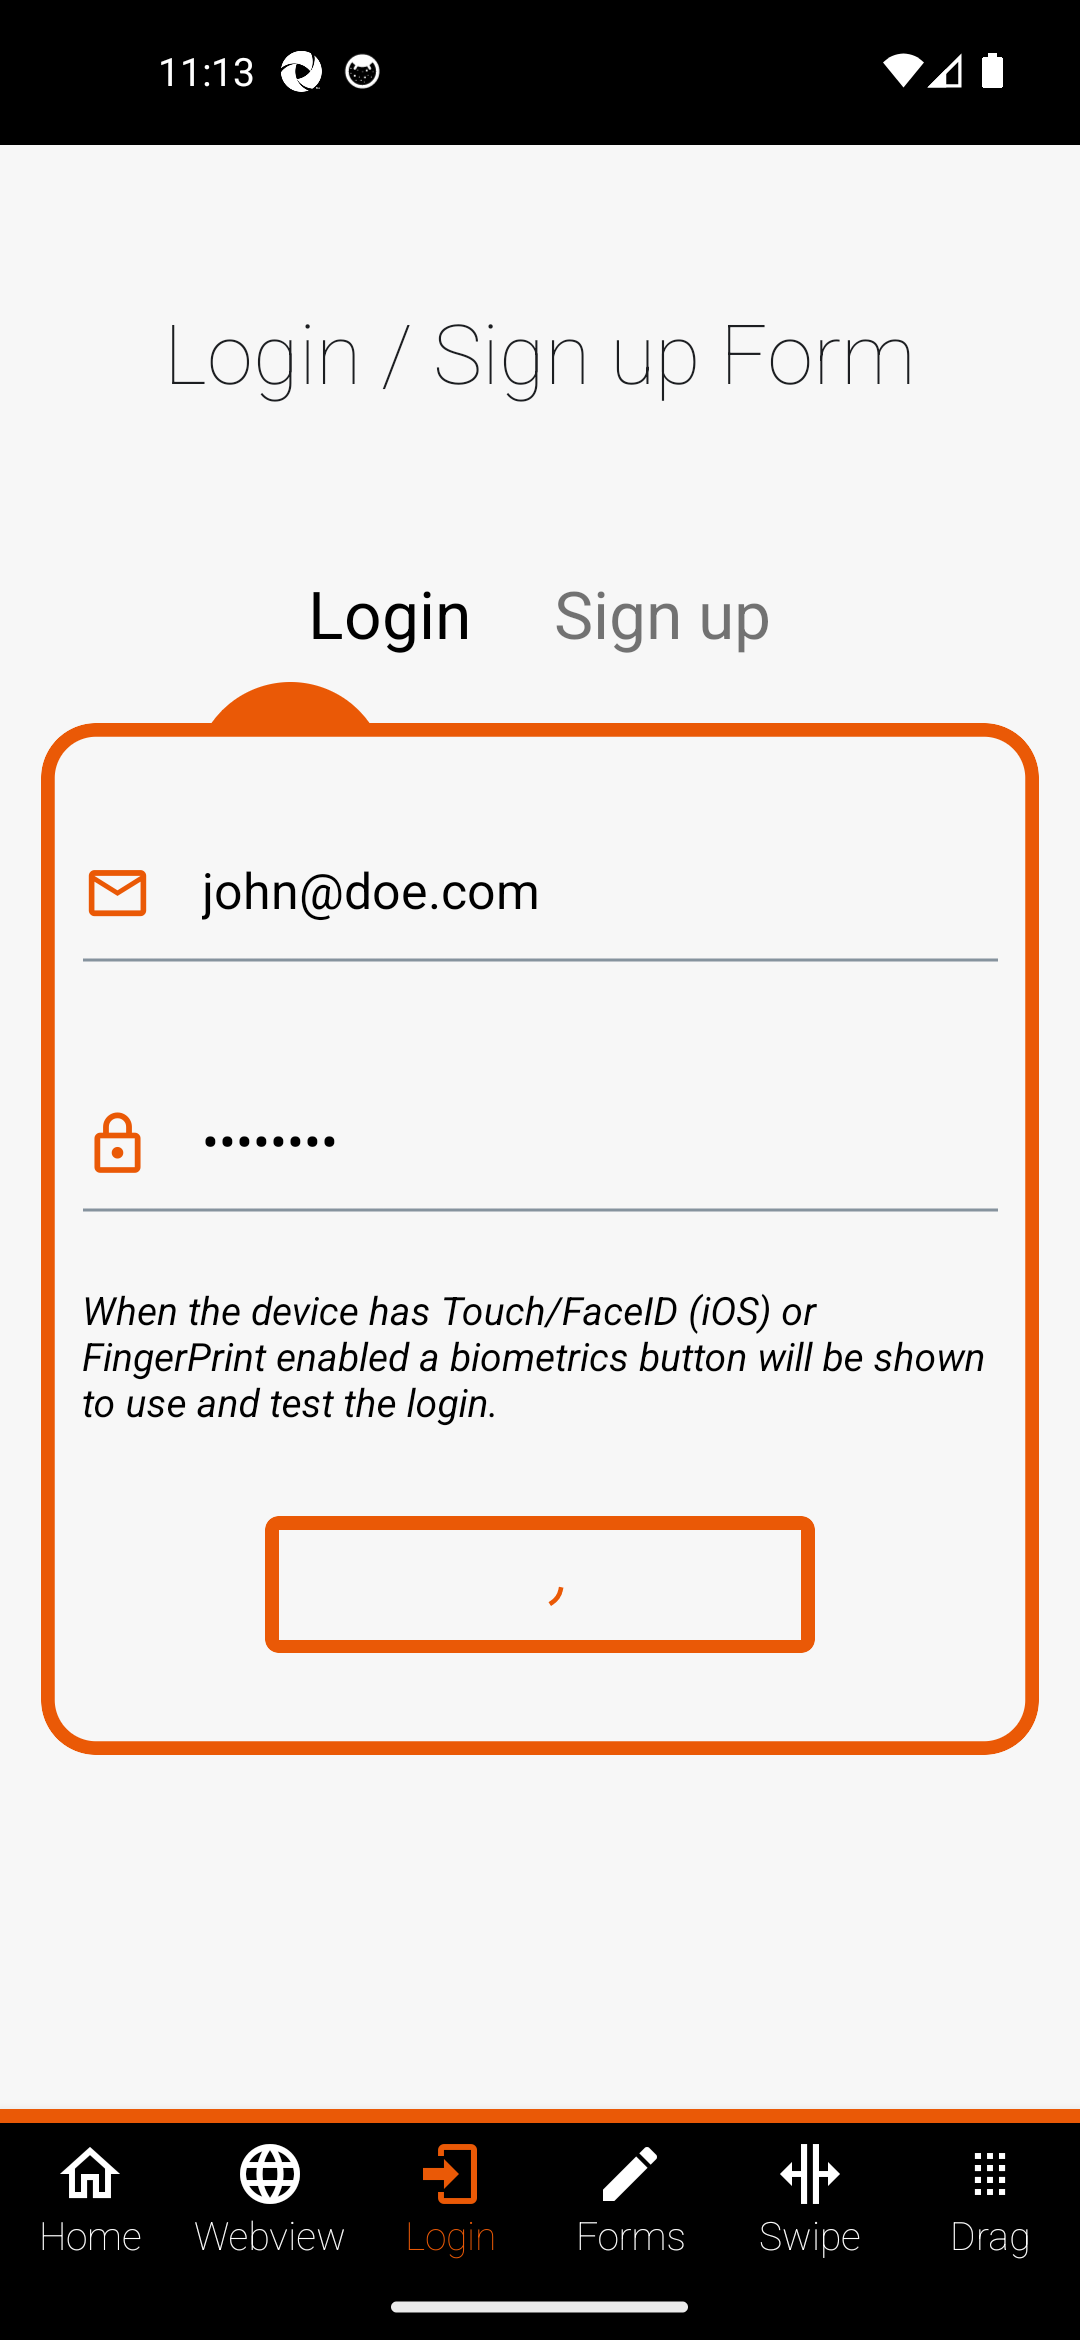 11:13
Login / Sign up Form
Login Sign up
john@doe.com
••••••••
When the device has Touch/FaceID (iOS) or
FingerPrint enabled a biometrics button will be shown
to use and test the login.
Home Webview Login Forms Swipe Drag